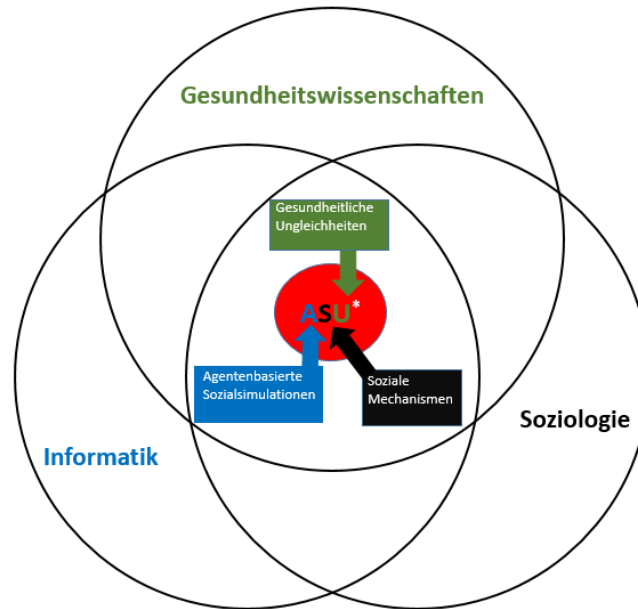 Gesundheitswissenschaften
Gesundheitliche
Ungleichheiten
ASU*
Agentenbasierte
Sozialsimulationen
Soziale
Mechanismen
Soziologie
Informatik